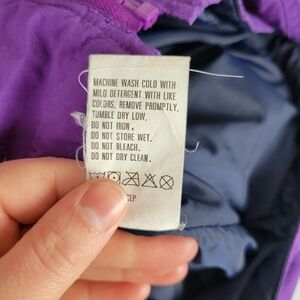 MACHINE WASH COLD WITH
MILD DETERGENT WITH LIKE
COLORS, REMOVE PROMPTLY.
TUMBLE DRY LOW.
DO NOT IRON.
DO NOT STORE WET.
DO NOT BLEACH.
DO NOT DRY CLEAN.